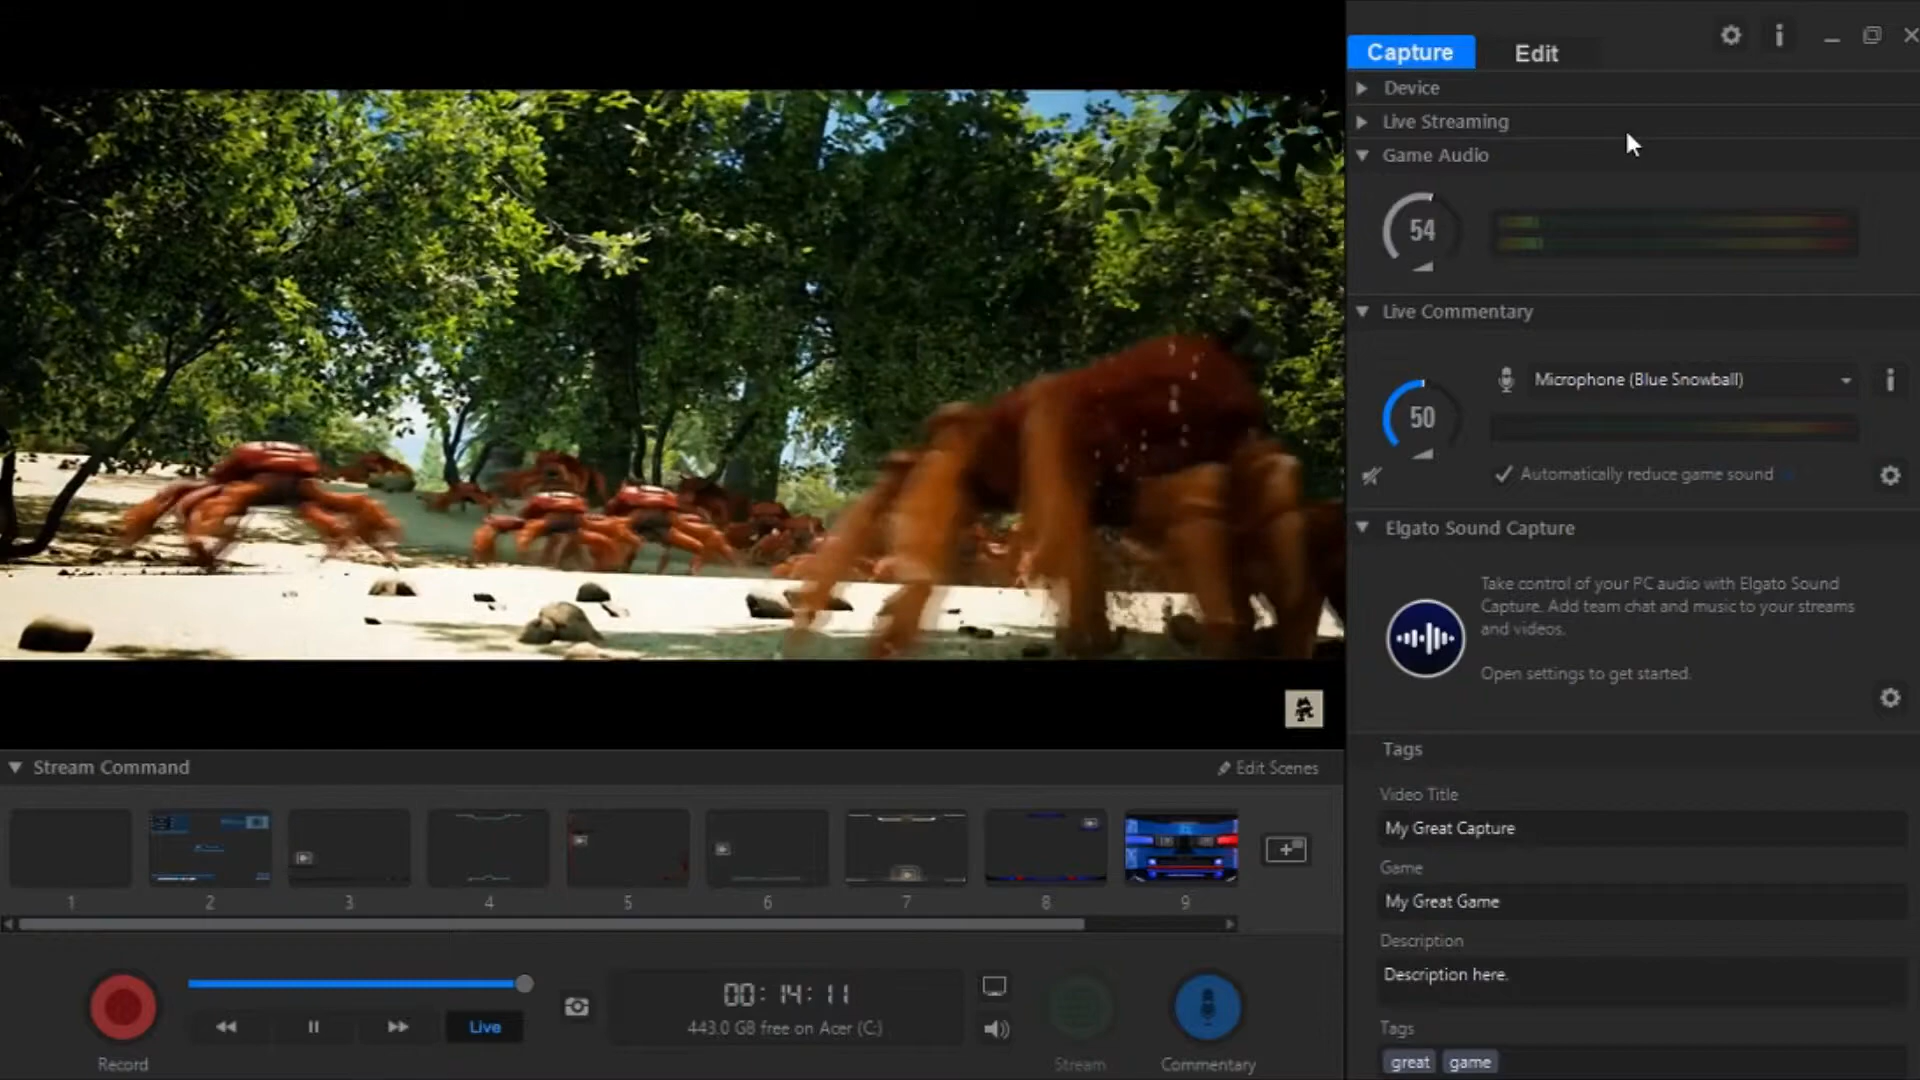 Capture
Edit
Device
Live Streaming
Game Audio
54
Live Commentary
Microphone (Blue Snowball)
50
Automatically reduce game sound
Elgato Sound Capture
Take control of your PC audio with Elgato Sound
Capture. Add team chat and music to your streams
and videos.
Open settings to get started.
Stream Command
Edit Scenes
1 2 3 4 5 6 7 8 9
Tags
Video Title
My Great Capture
Game
My Great Game
Description
Description here.
Tags
great game
00:14:11
443.0 GB free on Acer (C:)
Live
Record
Stream
Commentary